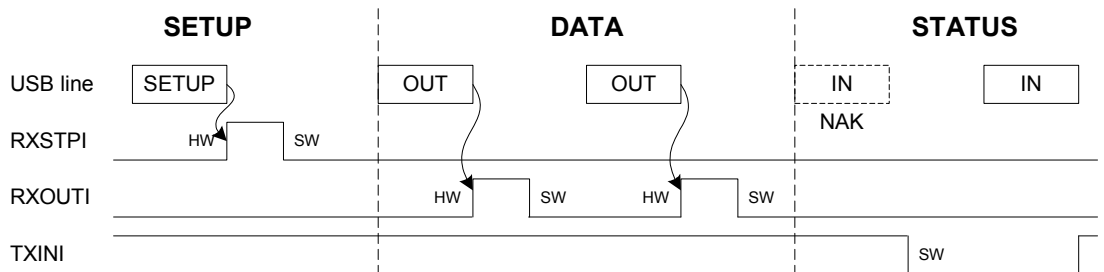 SETUP DATA STATUS
USB line SETUP OUT OUT IN IN
NAK
RXSTPI HW SW
RXOUTI HW SW HW SW
TXINI SW